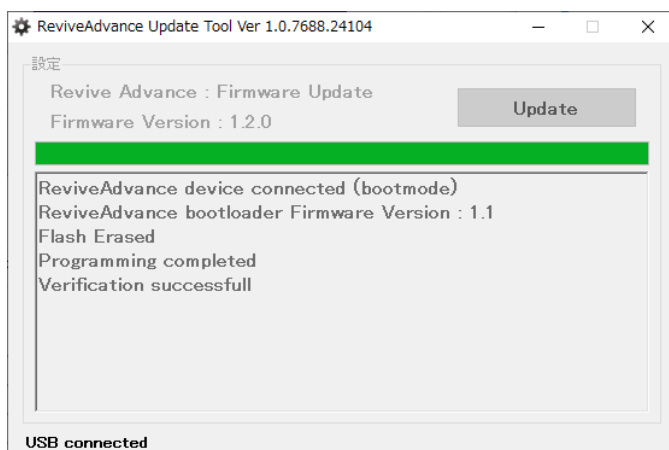 ReviveAdvance Update Tool Ver 1.0.7688.24104
設定
Revive Advance : Firmware Update
Update
Firmware Version : 1.2.0
ReviveAdvance device connected (bootmode)
ReviveAdvance bootloader Firmware Version : 1.1
Flash Erased
Programming completed
Verification successfull
USB connected